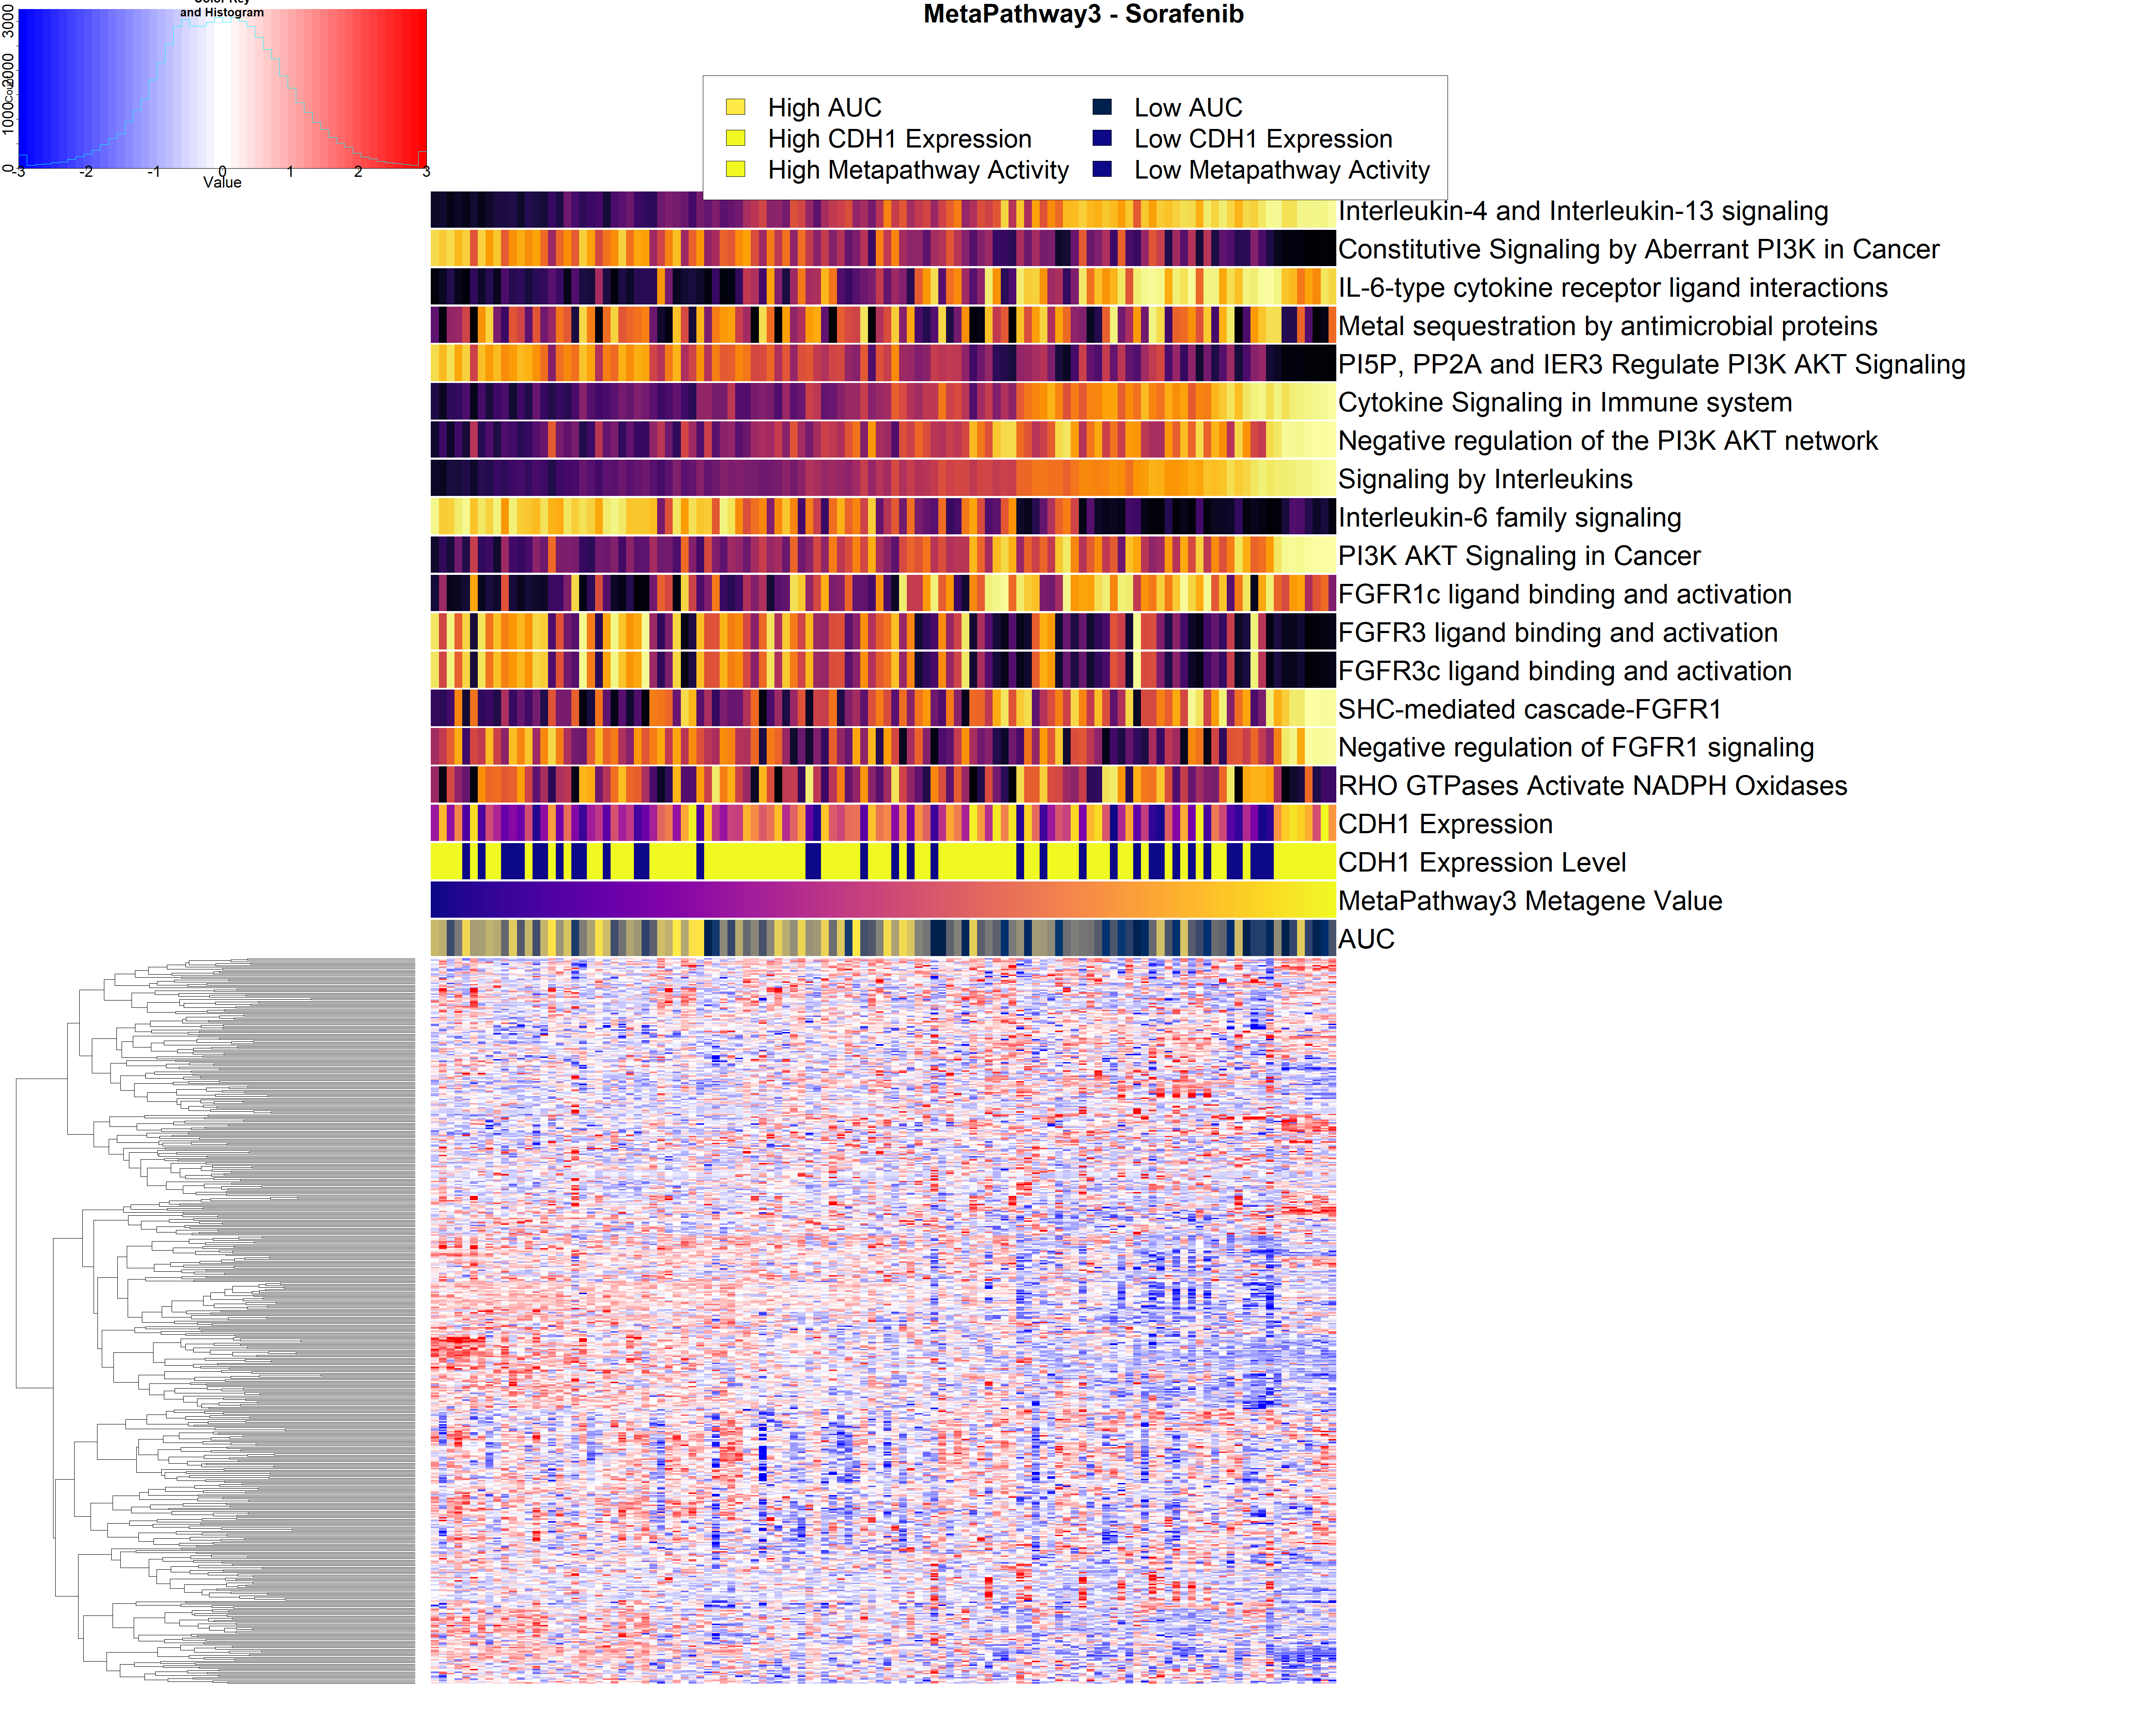 MetaPathway3 - Sorafenib
Color Key
and Histogram
Count
0 1000 2000 3000
-3 -2 -1 0 1 2 3
Value
High AUC Low AUC
High CDH1 Expression Low CDH1 Expression
High Metapathway Activity Low Metapathway Activity
Interleukin-4 and Interleukin-13 signaling
Constitutive Signaling by Aberrant PI3K in Cancer
IL-6-type cytokine receptor ligand interactions
Metal sequestration by antimicrobial proteins
PI5P, PP2A and IER3 Regulate PI3K AKT Signaling
Cytokine Signaling in Immune system
Negative regulation of the PI3K AKT network
Signaling by Interleukins
Interleukin-6 family signaling
PI3K AKT Signaling in Cancer
FGFR1c ligand binding and activation
FGFR3 ligand binding and activation
FGFR3c ligand binding and activation
SHC-mediated cascade-FGFR1
Negative regulation of FGFR1 signaling
RHO GTPases Activate NADPH Oxidases
CDH1 Expression
CDH1 Expression Level
MetaPathway3 Metagene Value
AUC